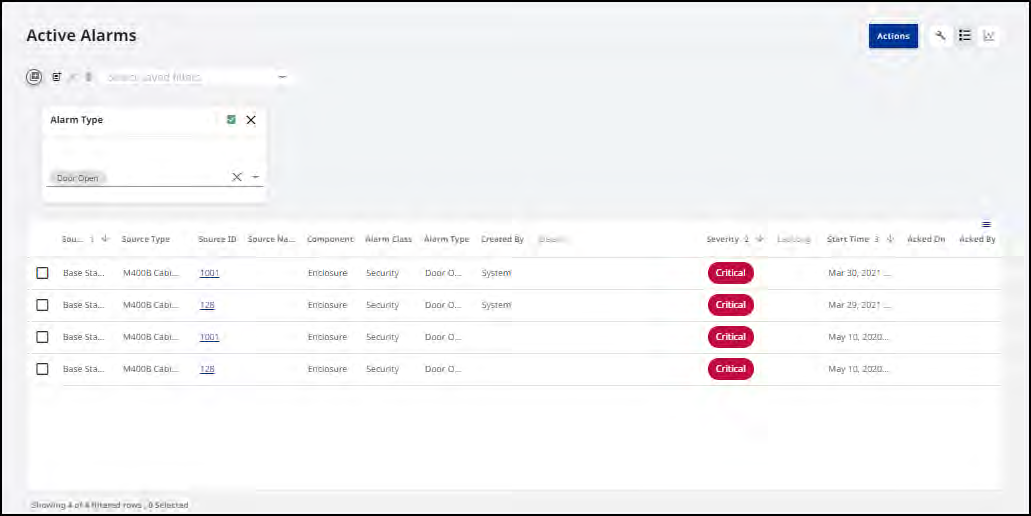 Active Alarms
Actions
Select saved filters
Alarm Type
Door Open
Sou... 1 Source Type Source ID Source Na... Component Alarm Class Alarm Type Created By Severity 2 Start Time 3 Acked On Acked By
Base Sta... M400B Cabi... 1001 Enclosure Security Door O... System Critical Mar 30, 2021 ...
Base Sta... M400B Cabi... 128 Enclosure Security Door O... System Critical Mar 29, 2021 ...
Base Sta... M400B Cabi... 1001 Enclosure Security Door O... Critical May 10, 2020...
Base Sta... M400B Cabi... 128 Enclosure Security Door O... Critical May 10, 2020...
Showing 4 of 4 filtered rows , 0 Selected